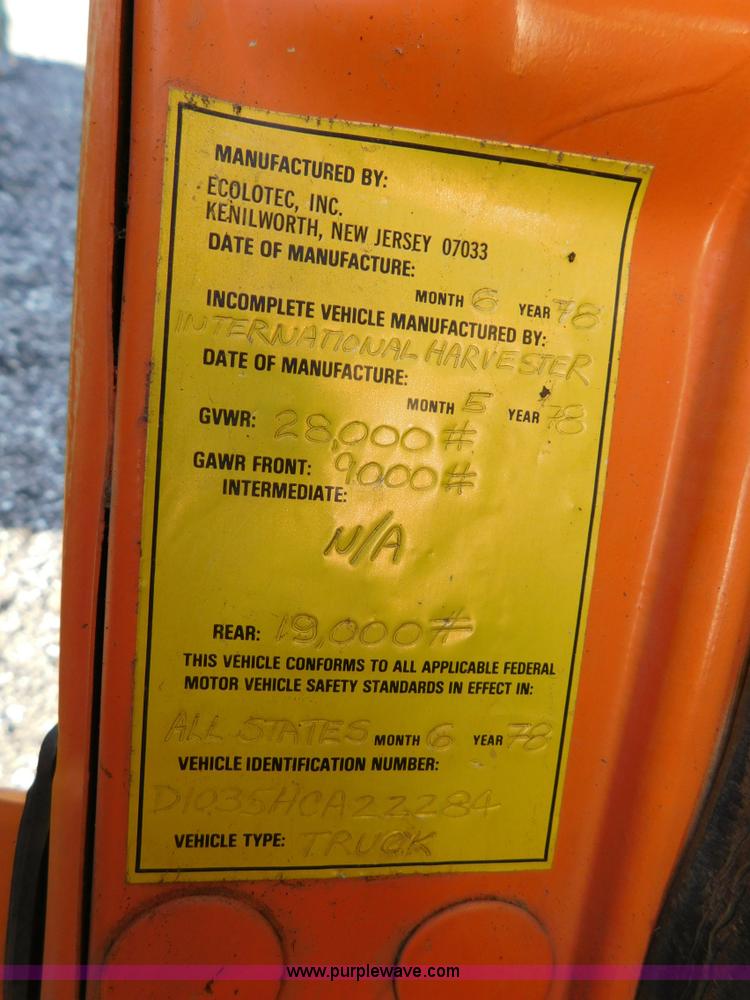 MANUFACTURED BY:
ECOLOTEC, INC.
KENILWORTH, NEW JERSEY 07033
DATE OF MANUFACTURE:
MONTH 6 YEAR 78
INCOMPLETE VEHICLE MANUFACTURED BY:
INTERNATIONAL HARVESTER
DATE OF MANUFACTURE:
MONTH 5 YEAR 78
GVWR: 28,000#
GAWR FRONT: 9000#
INTERMEDIATE:
N/A
REAR: 19,000#
THIS VEHICLE CONFORMS TO ALL APPLICABLE FEDERAL
MOTOR VEHICLE SAFETY STANDARDS IN EFFECT IN:
ALL STATES MONTH 6 YEAR 78
VEHICLE IDENTIFICATION NUMBER:
D1035HCA22284
VEHICLE TYPE: TRUCK
www.purplewave.com